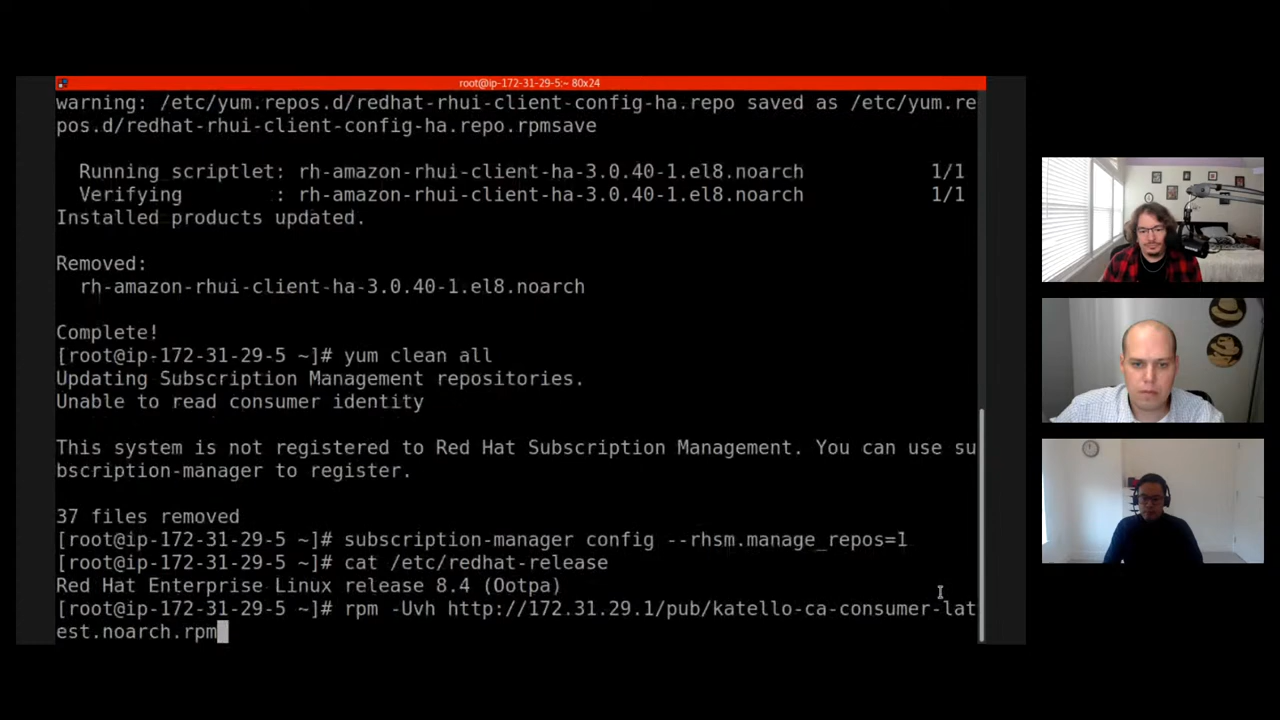 root@ip-172-31-29-5:~ 80x24
warning: /etc/yum.repos.d/redhat-rhui-client-config-ha.repo saved as /etc/yum.re
pos.d/redhat-rhui-client-config-ha.repo.rpmsave
Running scriptlet: rh-amazon-rhui-client-ha-3.0.40-1.el8.noarch 1/1
Verifying : rh-amazon-rhui-client-ha-3.0.40-1.el8.noarch 1/1
Installed products updated.
Removed:
rh-amazon-rhui-client-ha-3.0.40-1.el8.noarch
Complete!
[root@ip-172-31-29-5 ~]# yum clean all
Updating Subscription Management repositories.
Unable to read consumer identity
This system is not registered to Red Hat Subscription Management. You can use su
bscription-manager to register.
37 files removed
[root@ip-172-31-29-5 ~]# subscription-manager config --rhsm.manage_repos=1
[root@ip-172-31-29-5 ~]# cat /etc/redhat-release
Red Hat Enterprise Linux release 8.4 (Ootpa)
[root@ip-172-31-29-5 ~]# rpm -Uvh http://172.31.29.1/pub/katello-ca-consumer-lat
est.noarch.rpm